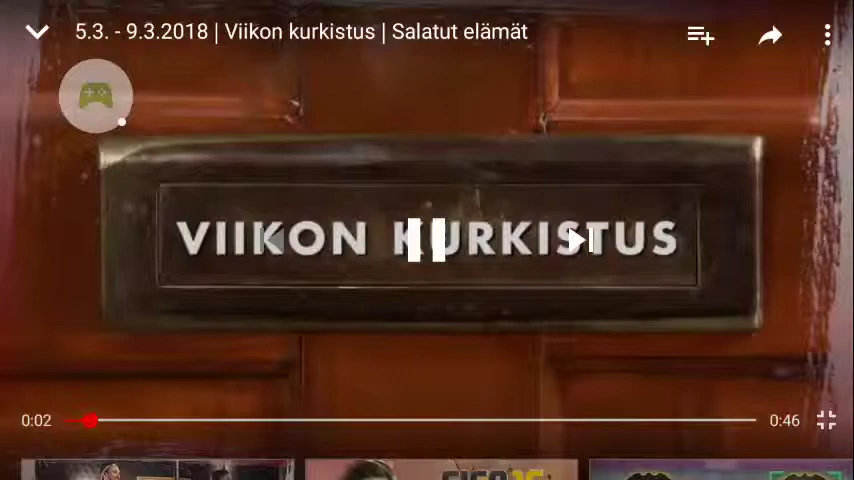 5.3. - 9.3.2018 | Viikon kurkistus | Salatut elämät
VIIKON KURKISTUS
0:02
0:46